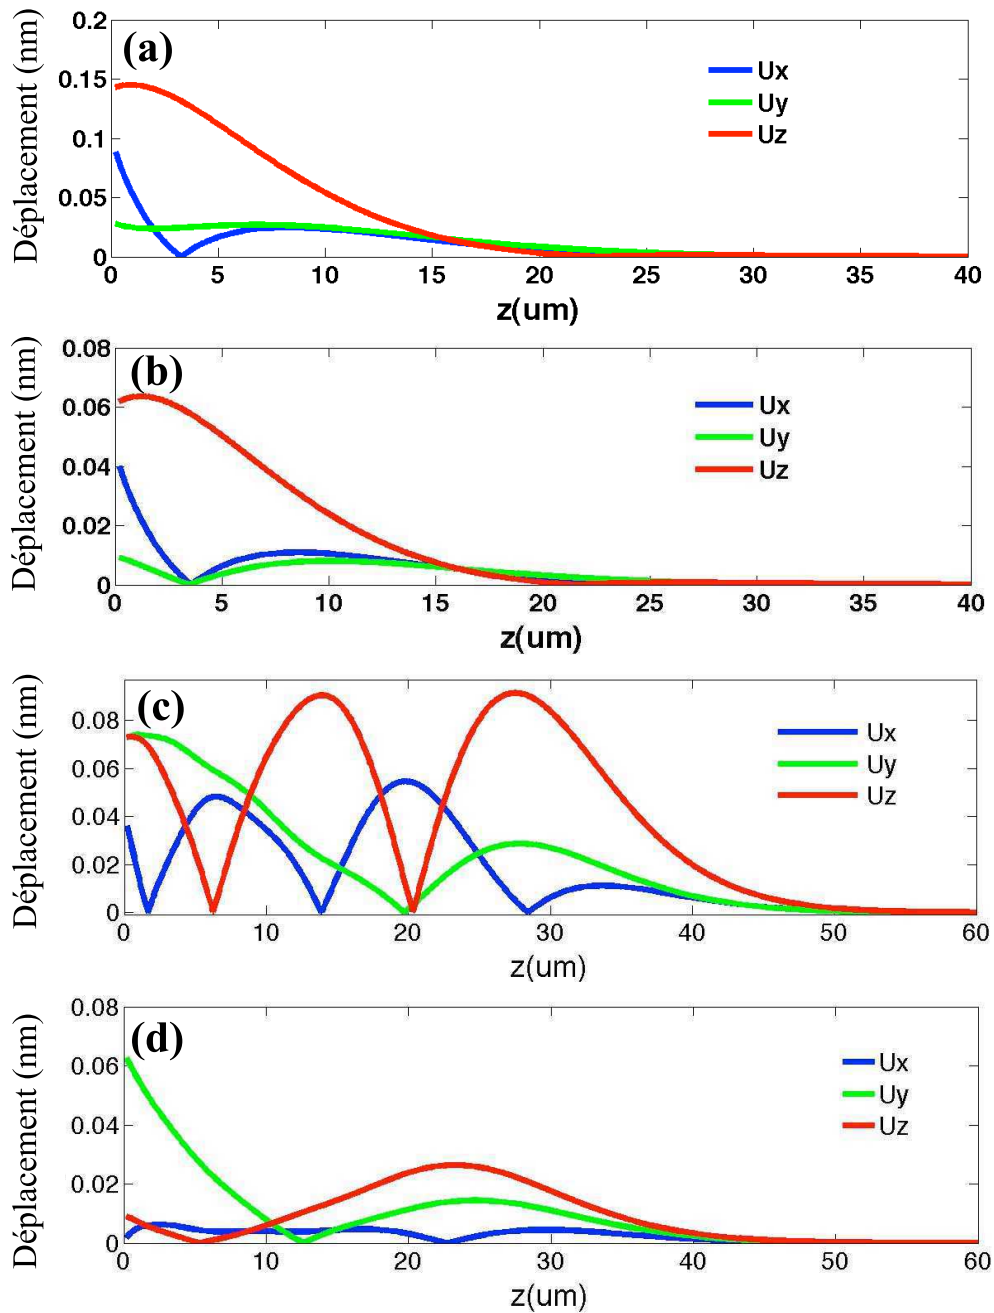 (a)
Déplacement (nm)
0.2
0.15
0.1
0.05
0
Ux
Uy
Uz
0 5 10 15 20 25 30 35 40
z(um)
(b)
Déplacement (nm)
0.08
0.06
0.04
0.02
0
Ux
Uy
Uz
0 5 10 15 20 25 30 35 40
z(um)
(c)
Déplacement (nm)
0.08
0.06
0.04
0.02
0
Ux
Uy
Uz
0 10 20 30 40 50 60
z(um)
(d)
Déplacement (nm)
0.08
0.06
0.04
0.02
0
Ux
Uy
Uz
0 10 20 30 40 50 60
z(um)